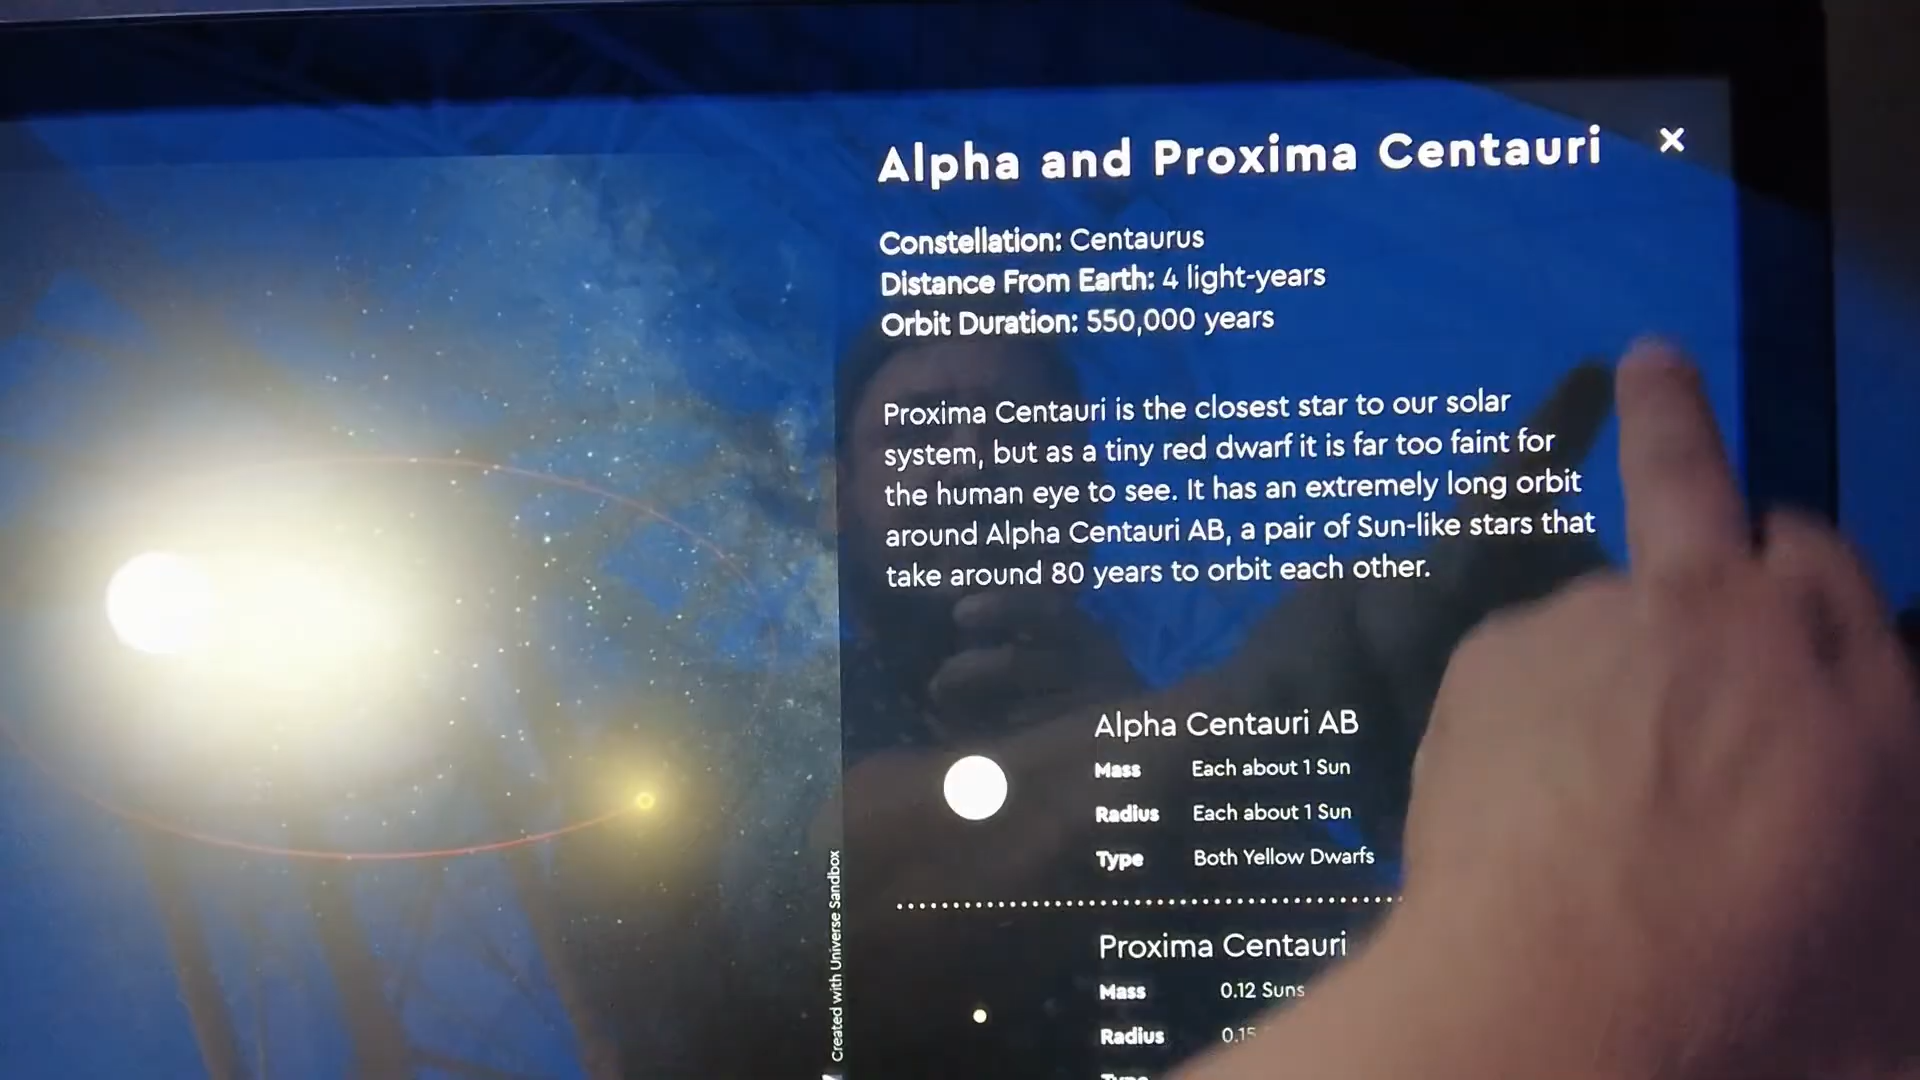 Alpha and Proxima Centauri ×
Constellation: Centaurus
Distance From Earth: 4 light-years
Orbit Duration: 550,000 years
Proxima Centauri is the closest star to our solar
system, but as a tiny red dwarf it is far too faint for
the human eye to see. It has an extremely long orbit
around Alpha Centauri AB, a pair of Sun-like stars that
take around 80 years to orbit each other.
Alpha Centauri AB
Mass Each about 1 Sun
Radius Each about 1 Sun
Type Both Yellow Dwarfs
Proxima Centauri
Mass 0.12 Suns
Radius 0.15
Created with Universe Sandbox